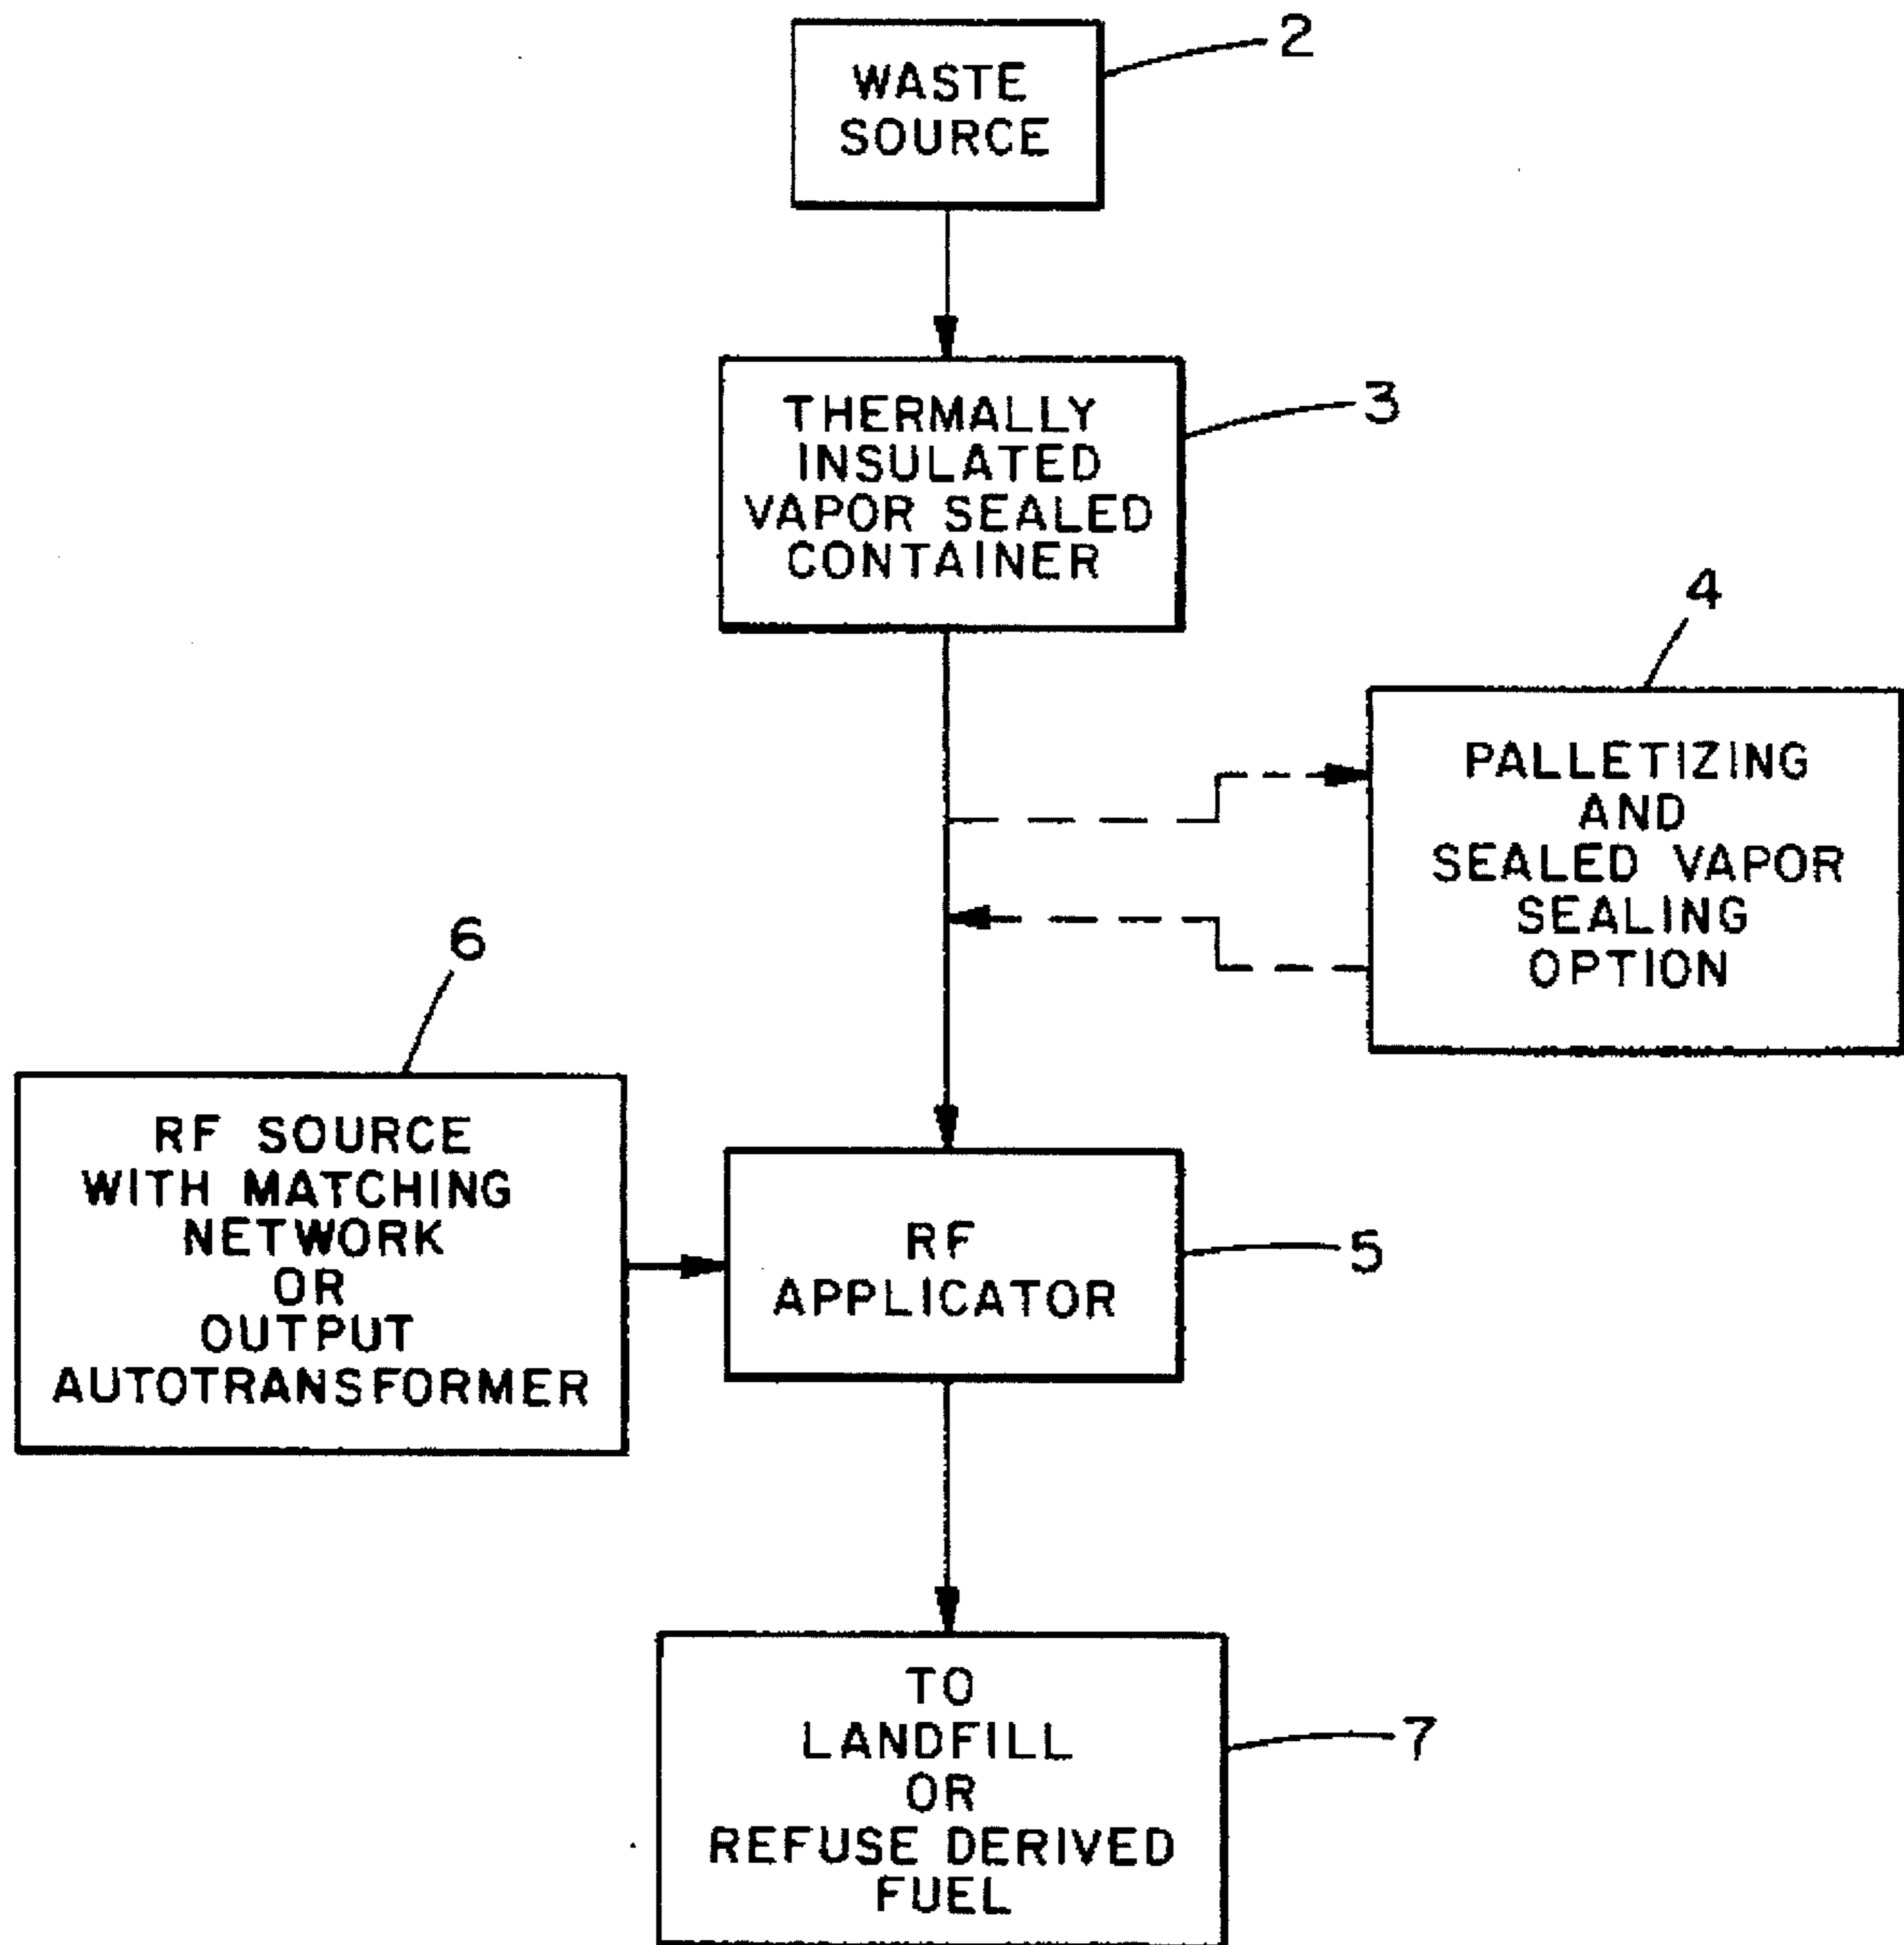 2
WASTE
SOURCE
3
THERMALLY
INSULATED
VAPOR SEALED
CONTAINER
4
PALLETIZING
AND
SEALED VAPOR
SEALING
OPTION
6
RF SOURCE
WITH MATCHING
NETWORK
OR
OUTPUT
AUTOTRANSFORMER
RF
APPLICATOR
5
TO
LANDFILL
OR
REFUSE DERIVED
FUEL
7